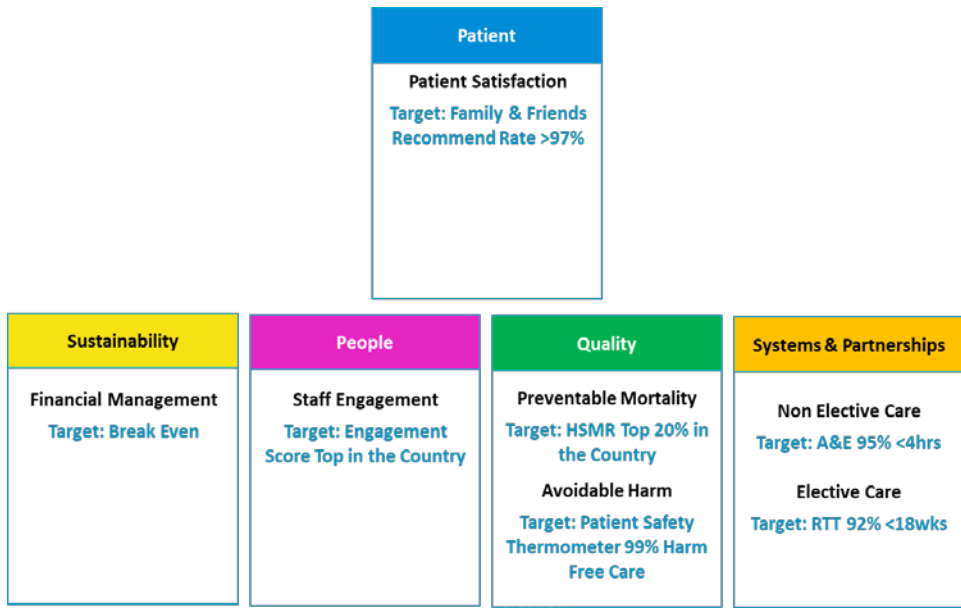 Patient
Patient Satisfaction
Target: Family & Friends
Recommend Rate >97%
Sustainability
Financial Management
Target: Break Even
People
Staff Engagement
Target: Engagement
Score Top in the Country
Quality
Preventable Mortality
Target: HSMR Top 20% in
the Country
Avoidable Harm
Target: Patient Safety
Thermometer 99% Harm
Free Care
Systems & Partnerships
Non Elective Care
Target: A&E 95% <4hrs
Elective Care
Target: RTT 92% <18wks